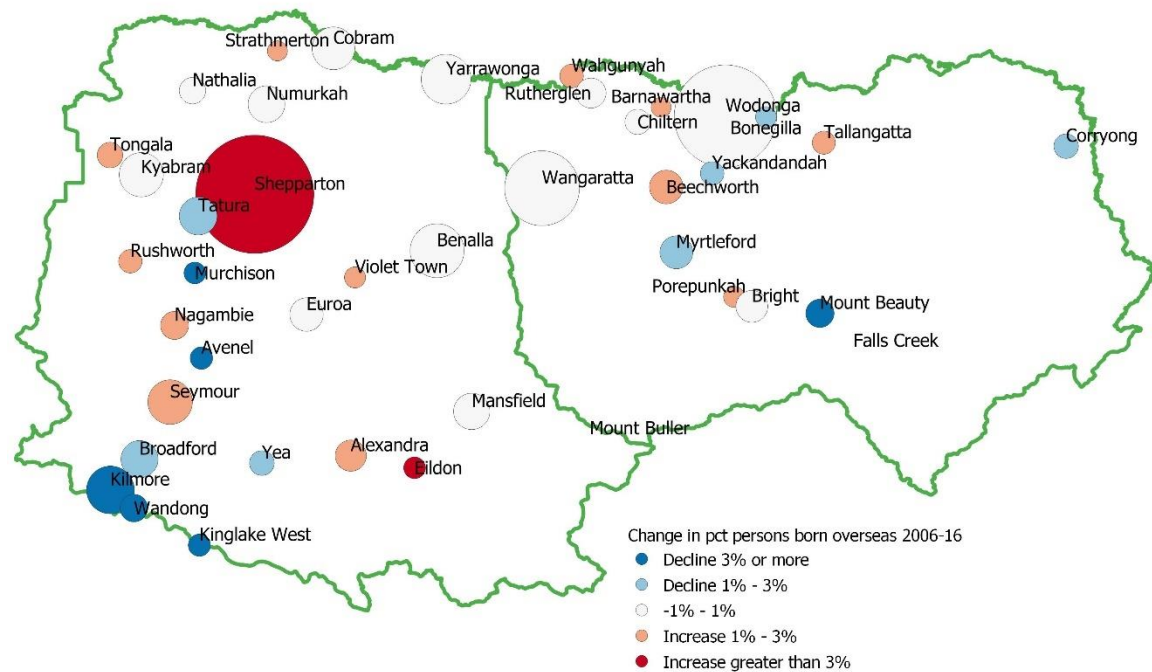 Strathmerton
Cobram
Nathalia
Numurkah
Yarrawonga
Wahgunyah
Rutherglen
Barnawartha
Chiltern
Wodonga
Bonegilla
Tallangatta
Corryong
Tongala
Kyabram
Shepparton
Tatura
Wangaratta
Yackandandah
Beechworth
Rushworth
Murchison
Violet Town
Benalla
Myrtleford
Nagambie
Euroa
Porepunkah
Bright
Mount Beauty
Falls Creek
Avenel
Seymour
Mansfield
Mount Buller
Broadford
Yea
Alexandra
Eildon
Kilmore
Wandong
Kinglake West
Change in pct persons born overseas 2006-16
Decline 3% or more
Decline 1% - 3%
-1% - 1%
Increase 1% - 3%
Increase greater than 3%